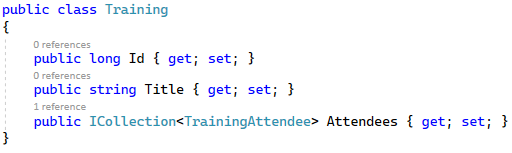 public class Training
{
0 references
public long Id { get; set; }
0 references
public string Title { get; set; }
1 reference
public ICollection<TrainingAttendee> Attendees { get; set; }
}